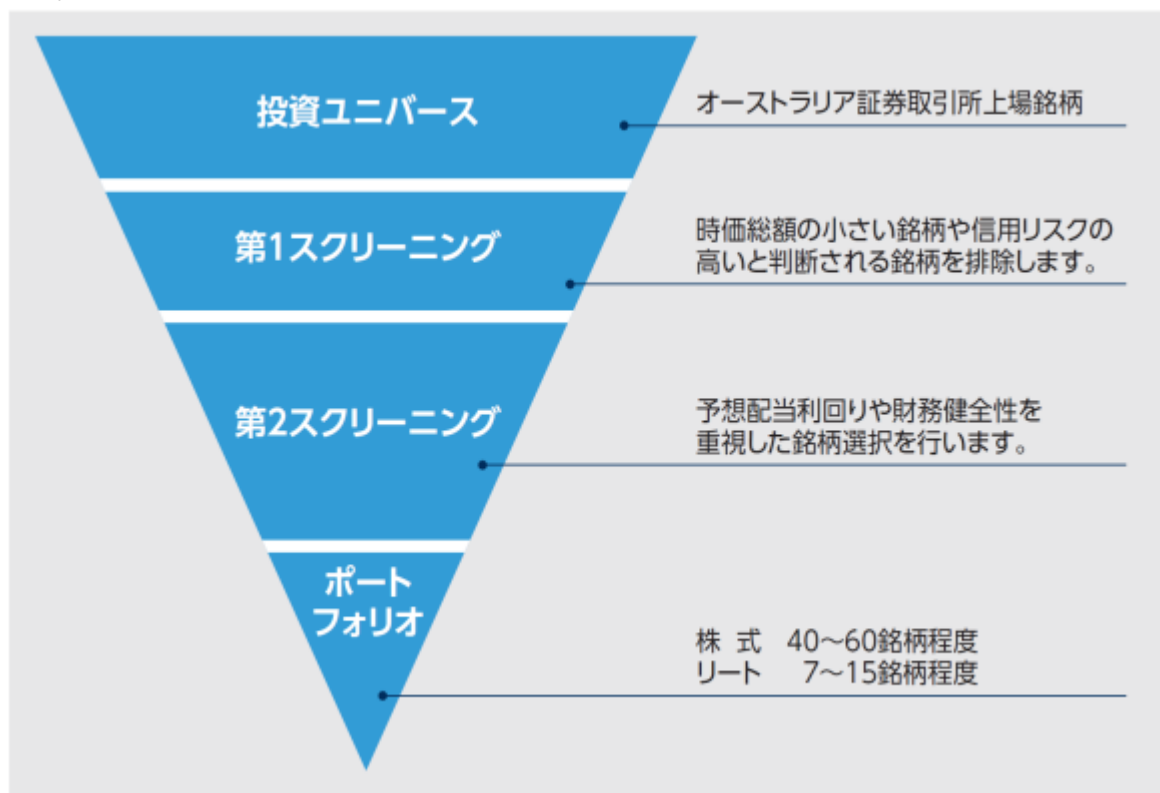 投資ユニバース
オーストラリア証券取引所上場銘柄
第1スクリーニング
時価総額の小さい銘柄や信用リスクの
高いと判断される銘柄を排除します。
第2スクリーニング
予想配当利回りや財務健全性を
重視した銘柄選択を行います。
ポート
フォリオ
株 式 40～60銘柄程度
リート 7～15銘柄程度